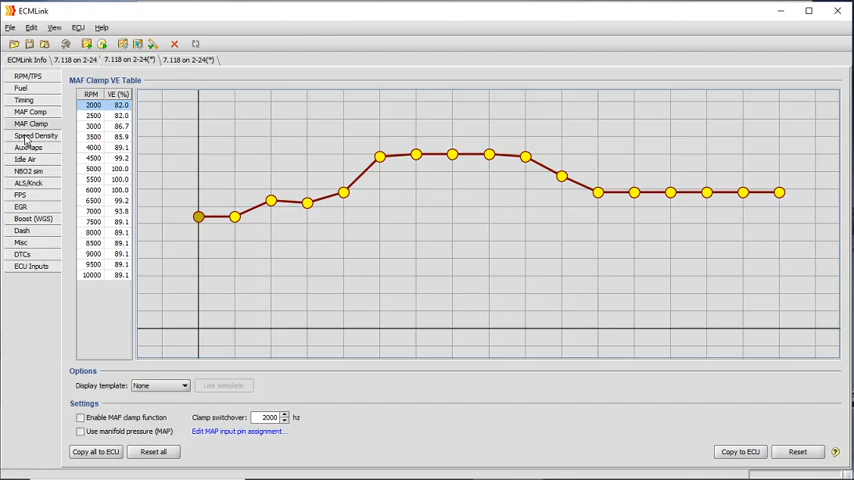 ECMLink
File Edit View ECU Help
ECMLink Info 7.118 on 2-24 7.118 on 2-24(*) 7.118 on 2-24(*)
RPM/TPS
Fuel
Timing
MAF Comp
MAF Clamp
Speed Density
AuxMaps
Idle Air
NBO2 sim
ALS/Knck
FPS
EGR
Boost (WGS)
Dash
Misc
DTCs
ECU Inputs
MAF Clamp VE Table
RPM VE (%)
2000 82.0
2500 82.0
3000 86.7
3500 85.9
4000 89.1
4500 99.2
5000 100.0
5500 100.0
6000 100.0
6500 99.2
7000 93.8
7500 89.1
8000 89.1
8500 89.1
9000 89.1
9500 89.1
10000 89.1
Options
Display template: None Use template
Settings
Enable MAF clamp function Clamp switchover: 2000 hz
Use manifold pressure (MAP) Edit MAP input pin assignment...
Copy all to ECU Reset all Copy to ECU Reset